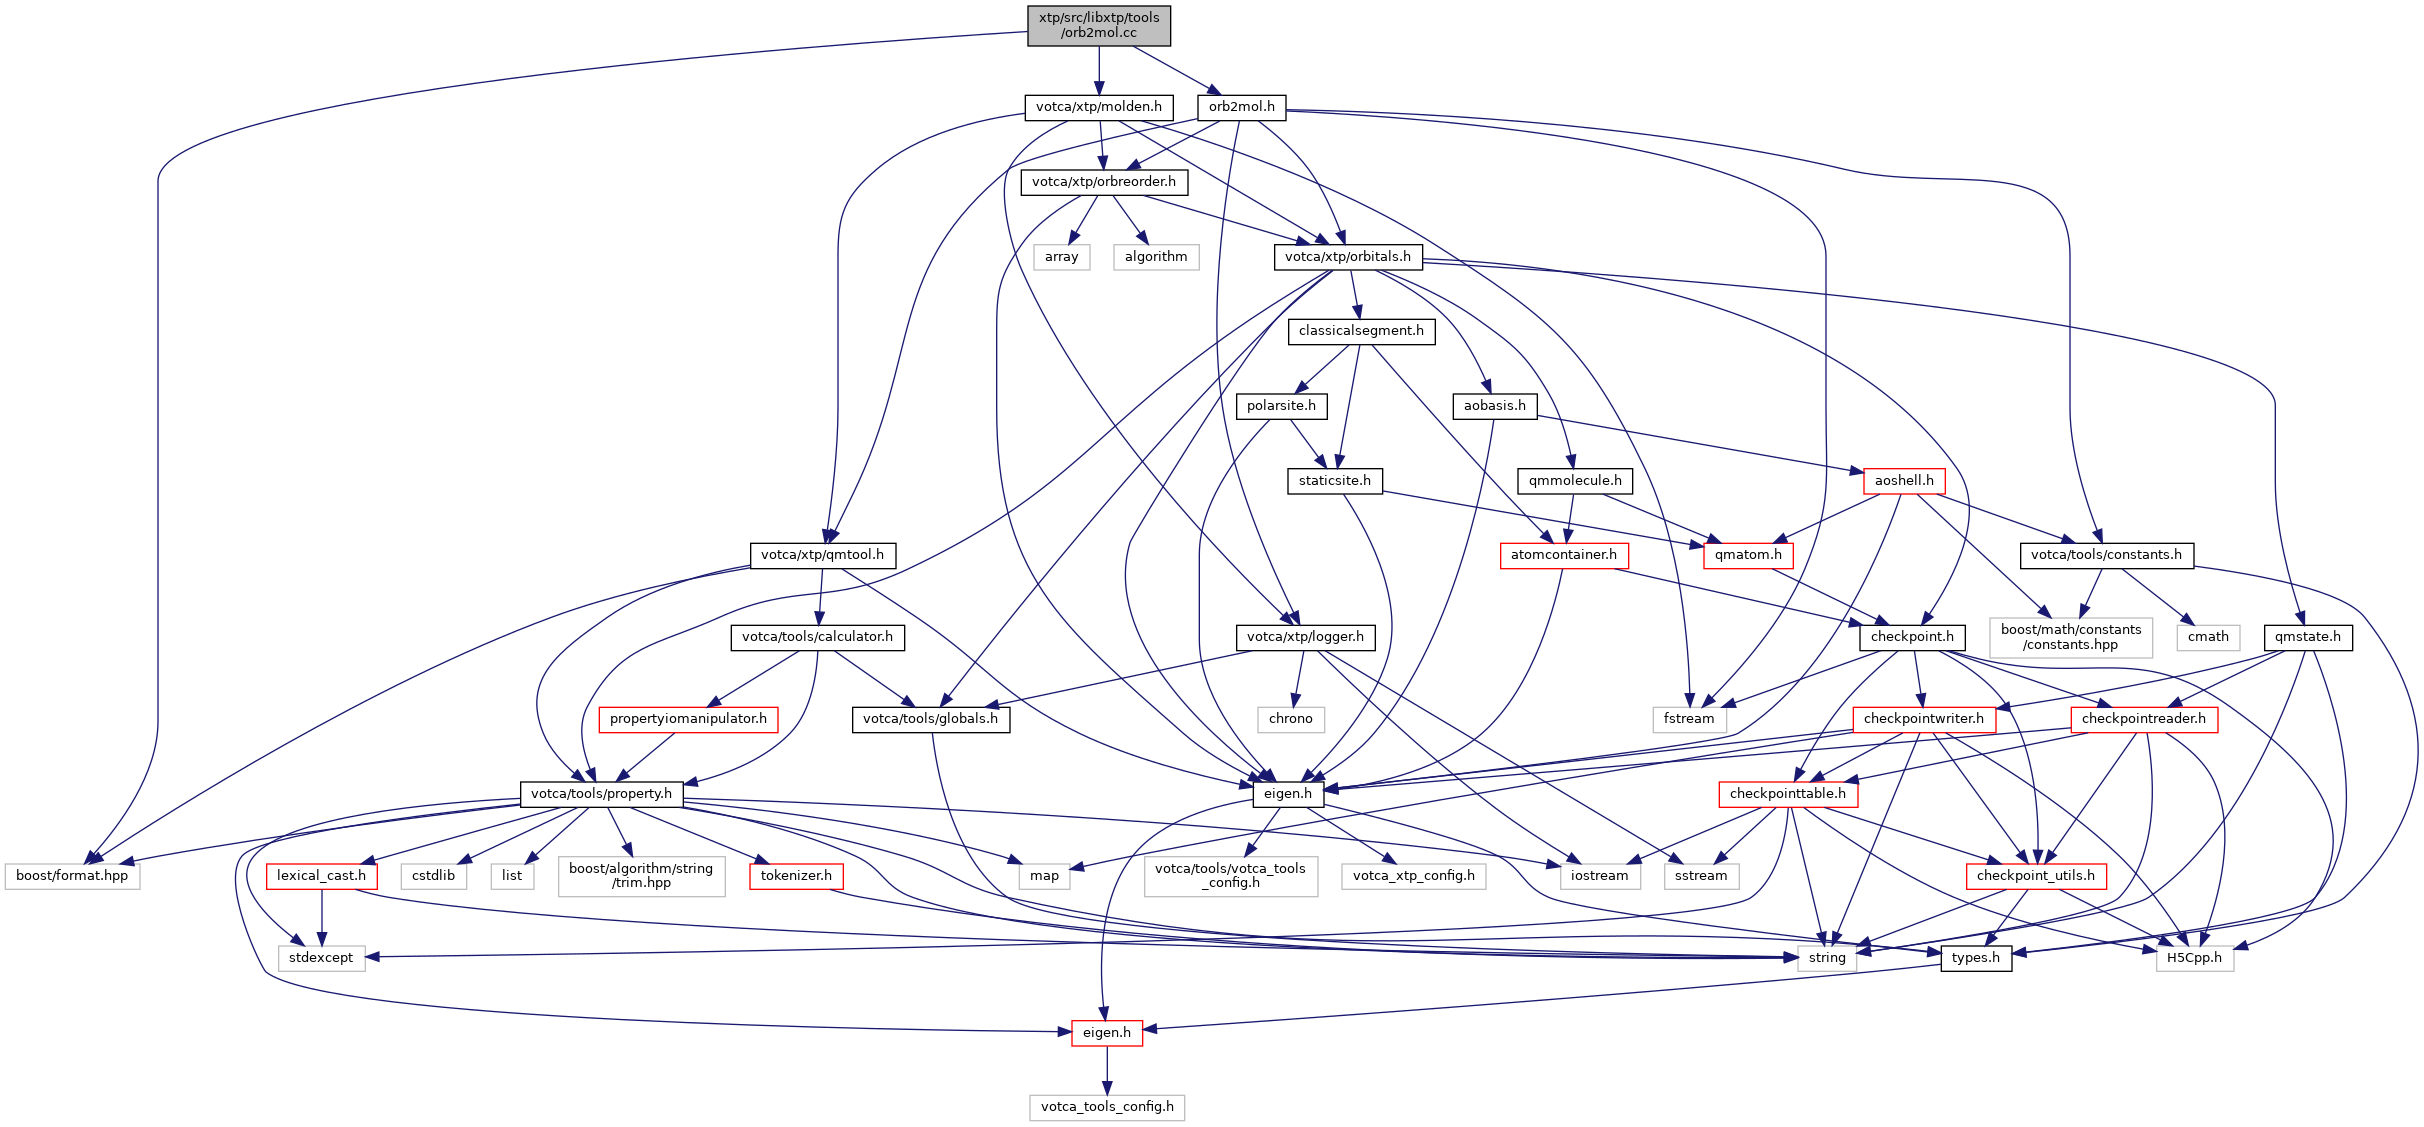 xtp/src/libxtp/tools
/orb2mol.cc
votca/xtp/molden.h
orb2mol.h
votca/xtp/orbreorder.h
array
algorithm
votca/xtp/orbitals.h
classicalsegment.h
polarsite.h
aobasis.h
staticsite.h
qmmolecule.h
aoshell.h
votca/xtp/qmtool.h
atomcontainer.h
qmatom.h
votca/tools/constants.h
votca/tools/calculator.h
votca/xtp/logger.h
checkpoint.h
boost/math/constants
/constants.hpp
cmath
qmstate.h
propertyiomanipulator.h
votca/tools/globals.h
chrono
fstream
checkpointwriter.h
checkpointreader.h
votca/tools/property.h
eigen.h
checkpointtable.h
boost/format.hpp
lexical_cast.h
cstdlib
list
boost/algorithm/string
/trim.hpp
tokenizer.h
map
votca/tools/votca_tools
_config.h
votca_xtp_config.h
iostream
sstream
checkpoint_utils.h
stdexcept
string
types.h
H5Cpp.h
eigen.h
votca_tools_config.h